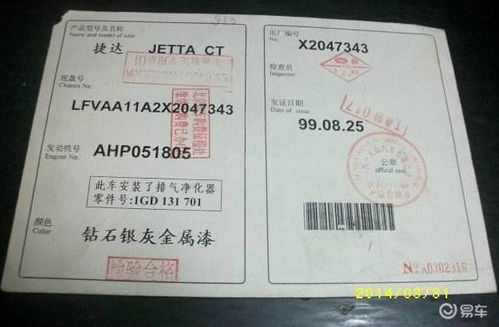 产品型号及名称
Name and model of unit
捷达 JETTA CT
底盘号
Chassis No.
LFVAA11A2X2047343
发动机号
Engine No.
AHP051805
此车安装了排气净化器
零件号:1GD 131 701
颜色
Color
钻石银灰金属漆
检验合格
出厂编号
No.
X2047343
检查员
Inspector
发证日期
Date of issue
99.08.25
公章
official seal
No A0302316
2014/03/31
易车